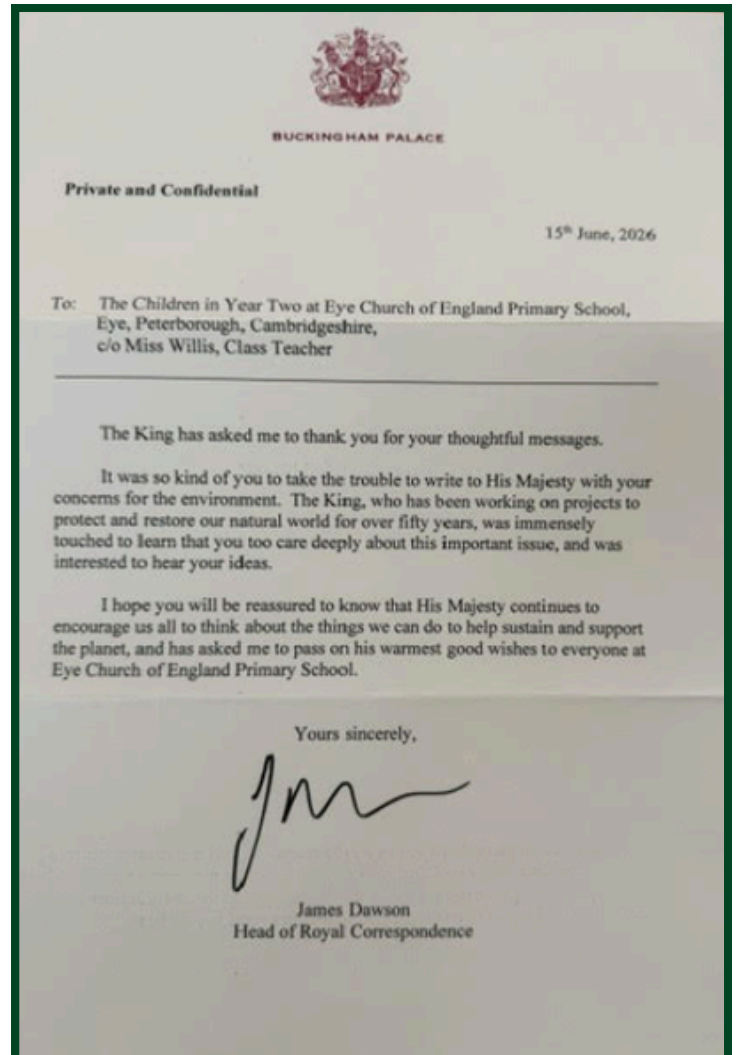 BUCKINGHAM PALACE
Private and Confidential
15th June, 2026
To: The Children in Year Two at Eye Church of England Primary School,
Eye, Peterborough, Cambridgeshire,
c/o Miss Willis, Class Teacher
The King has asked me to thank you for your thoughtful messages.
It was so kind of you to take the trouble to write to His Majesty with your
concerns for the environment. The King, who has been working on projects to
protect and restore our natural world for over fifty years, was immensely
touched to learn that you too care deeply about this important issue, and was
interested to hear your ideas.
I hope you will be reassured to know that His Majesty continues to
encourage us all to think about the things we can do to help sustain and support
the planet, and has asked me to pass on his warmest good wishes to everyone at
Eye Church of England Primary School.
Yours sincerely,
James Dawson
Head of Royal Correspondence